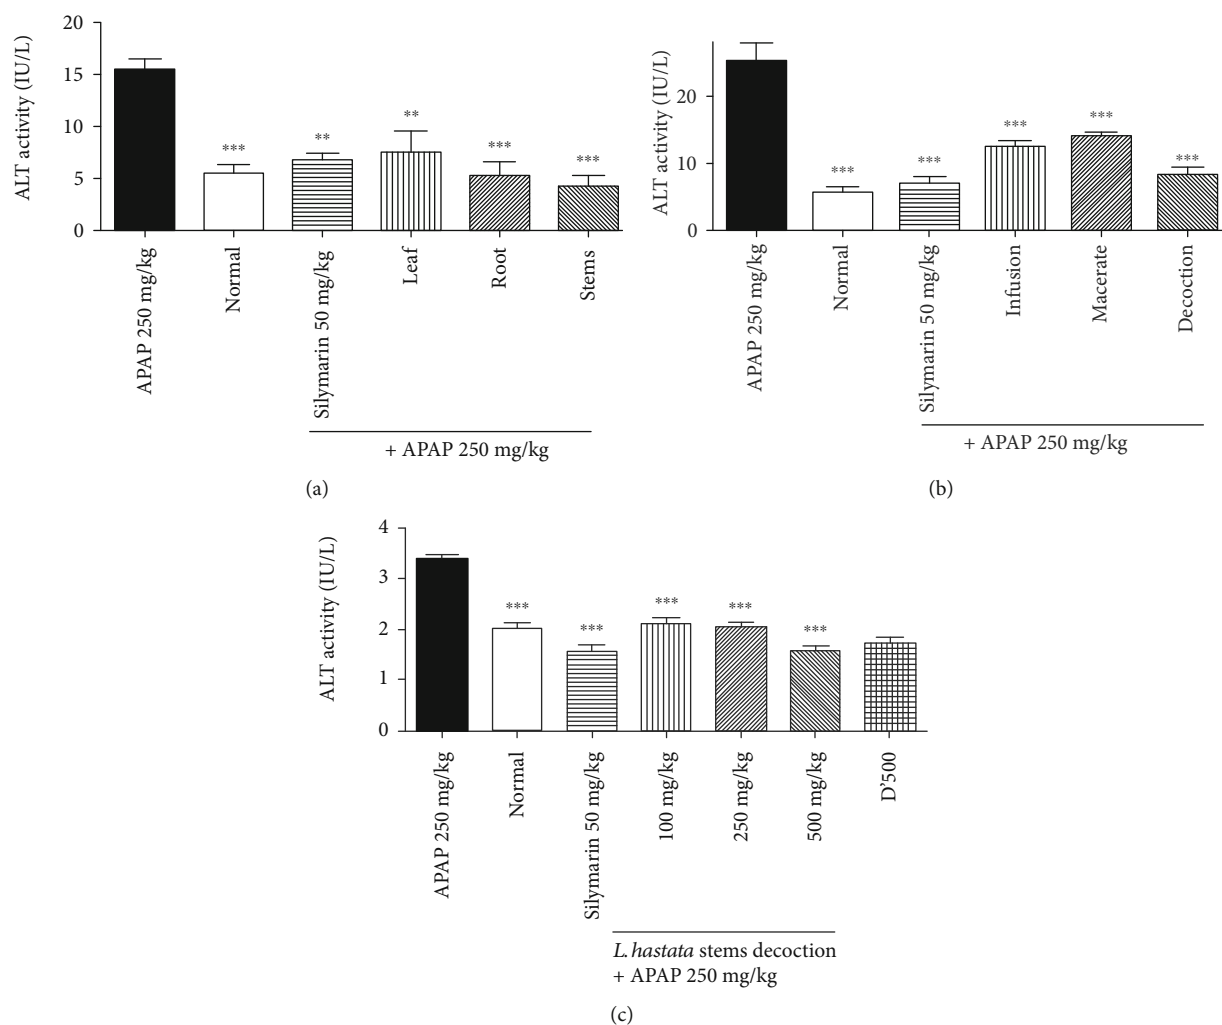 ALT activity (IU/L)
20
15
10
5
0
***
**
**
***
***
APAP 250 mg/kg
Normal
Silymarin 50 mg/kg
Leaf
Root
Stems
+ APAP 250 mg/kg
(a)
ALT activity (IU/L)
20
10
0
***
***
***
***
***
APAP 250 mg/kg
Normal
Silymarin 50 mg/kg
Infusion
Macerate
Decoction
+ APAP 250 mg/kg
(b)
ALT activity (IU/L)
4
3
2
1
0
***
***
***
***
***
APAP 250 mg/kg
Normal
Silymarin 50 mg/kg
100 mg/kg
250 mg/kg
500 mg/kg
D'500
L. hastata stems decoction
+ APAP 250 mg/kg
(c)